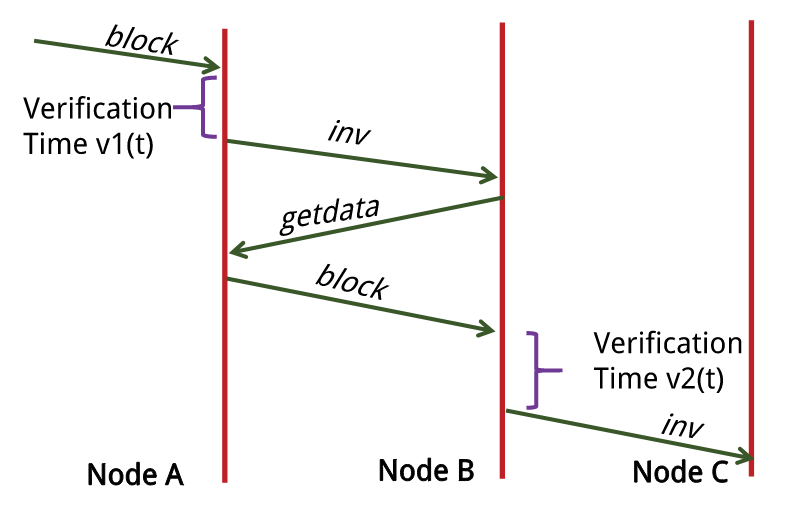 block
Verification
Time v1(t)
inv
getdata
block
Verification
Time v2(t)
inv
Node A
Node B
Node C